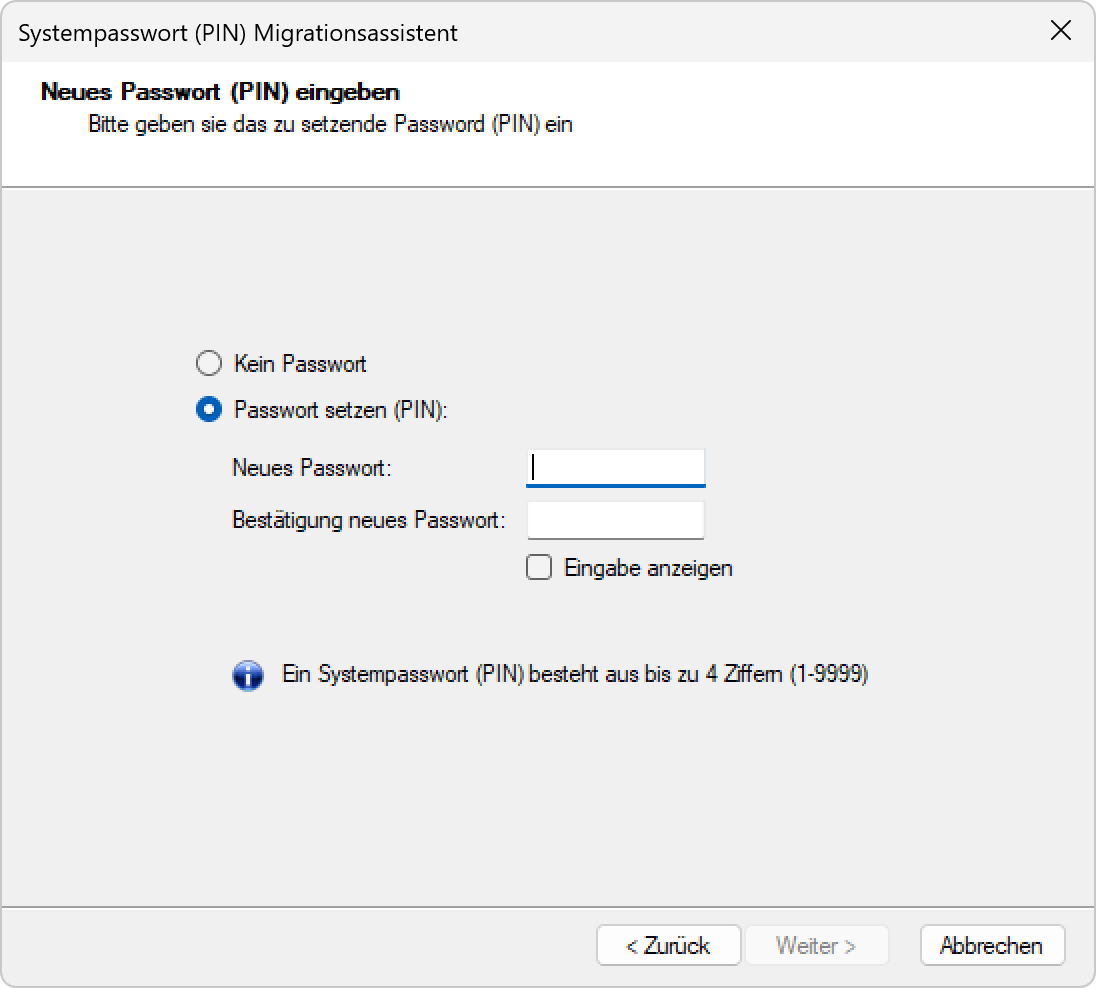 Systempasswort (PIN) Migrationsassistent
Neues Passwort (PIN) eingeben
Bitte geben sie das zu setzende Password (PIN) ein
Kein Passwort
Passwort setzen (PIN):
Neues Passwort:
Bestätigung neues Passwort:
Eingabe anzeigen
Ein Systempasswort (PIN) besteht aus bis zu 4 Ziffern (1-9999)
< Zurück
Weiter >
Abbrechen